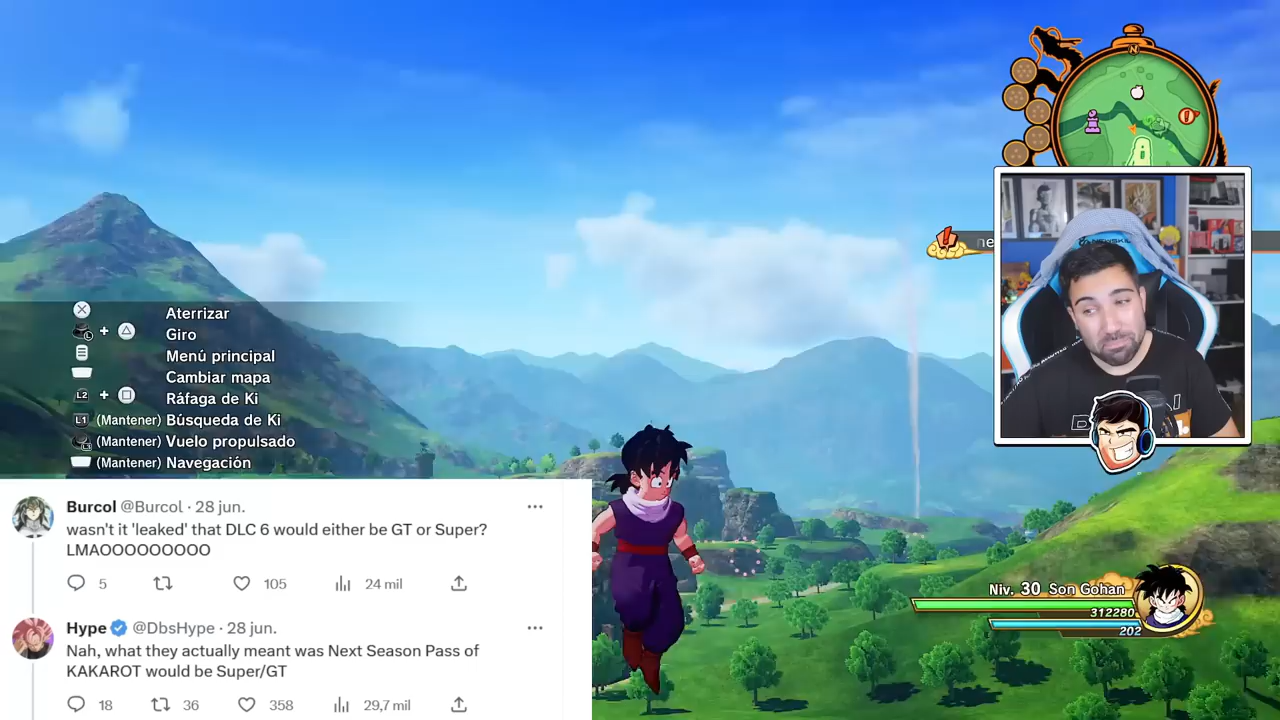 N
ne
Aterrizar
+ Giro
Menú principal
Cambiar mapa
L2 + Ráfaga de Ki
L1 (Mantener) Búsqueda de Ki
(Mantener) Vuelo propulsado
(Mantener) Navegación
Burcol @Burcol · 28 jun.
wasn't it 'leaked' that DLC 6 would either be GT or Super?
LMAOOOOOOOOO
5 105 24 mil
Hype @DbsHype · 28 jun.
Nah, what they actually meant was Next Season Pass of
KAKAROT would be Super/GT
18 36 358 29,7 mil
Niv. 30 Son Gohan
312280
202